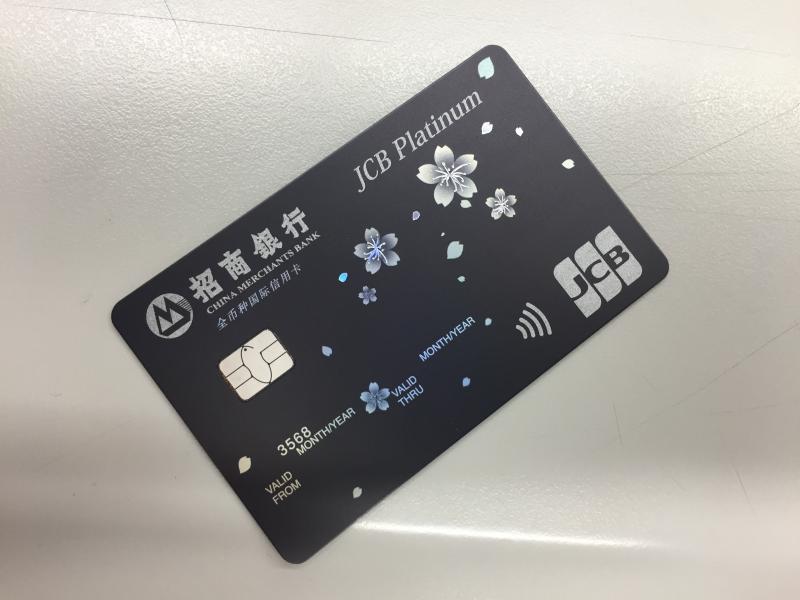 JCB Platinum
招商銀行
CHINA MERCHANTS BANK
全币种国际信用卡
JCB
3568
MONTH/YEAR
MONTH/YEAR
VALID
FROM
VALID
THRU